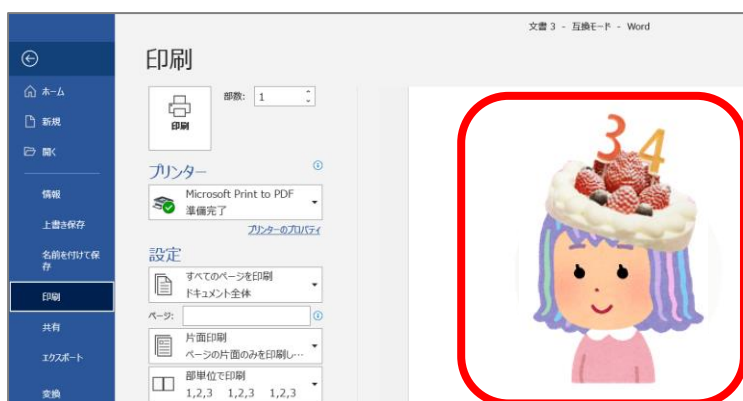 文書 3 - 互換モード - Word
印刷
ホーム
新規
開く
情報
上書き保存
名前を付けて保
存
印刷
共有
エクスポート
変換
印刷
部数: 1
プリンター
Microsoft Print to PDF
準備完了
プリンターのプロパティ
設定
すべてのページを印刷
ドキュメント全体
ページ:
片面印刷
ページの片面のみを印刷し…
部単位で印刷
1,2,3 1,2,3 1,2,3
34